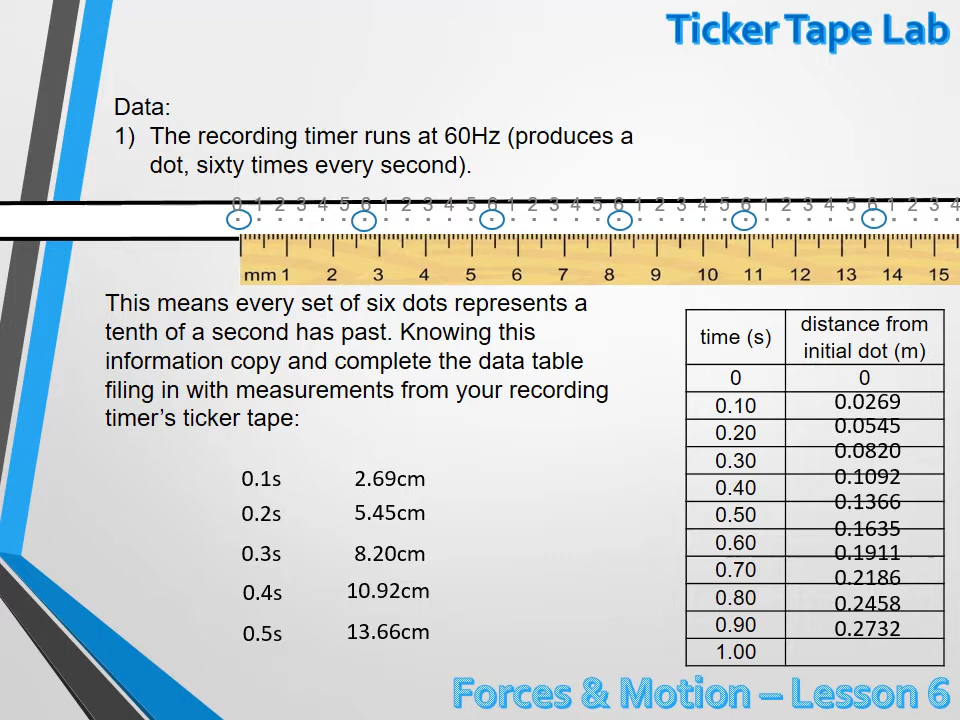 Ticker Tape Lab
Data:
1) The recording timer runs at 60Hz (produces a
dot, sixty times every second).
0 1 2 3 4 5 6 1 2 3 4 5 6 1 2 3 4 5 6 1 2 3 4 5 6 1 2 3 4 5 6 1 2 3 4
mm 1 2 3 4 5 6 7 8 9 10 11 12 13 14 15
This means every set of six dots represents a
tenth of a second has past. Knowing this
information copy and complete the data table
filing in with measurements from your recording
timer’s ticker tape:
0.1s 2.69cm
0.2s 5.45cm
0.3s 8.20cm
0.4s 10.92cm
0.5s 13.66cm
time (s) distance from
initial dot (m)
0 0
0.10 0.0269
0.20 0.0545
0.30 0.0820
0.40 0.1092
0.50 0.1366
0.60 0.1635
0.70 0.1911
0.80 0.2186
0.90 0.2458
1.00 0.2732
Forces & Motion – Lesson 6